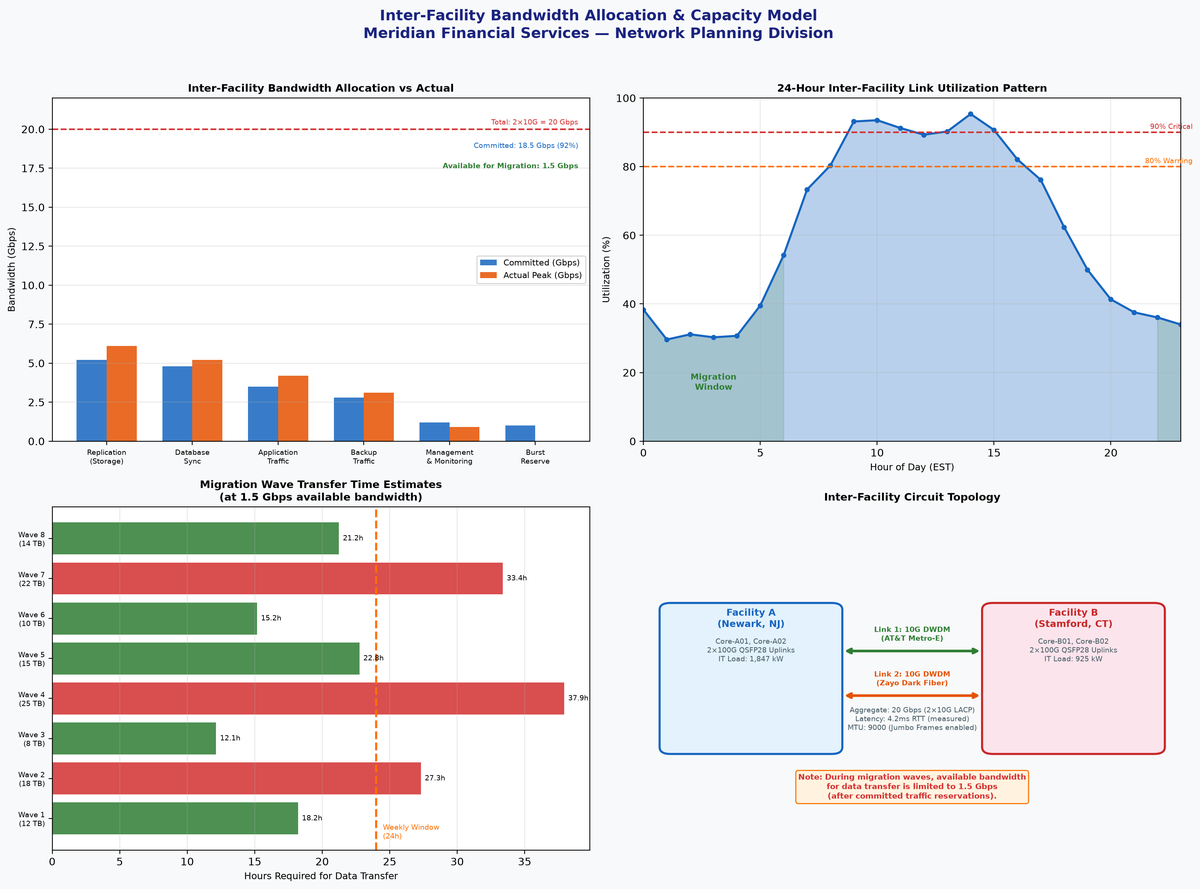 Inter-Facility Bandwidth Allocation & Capacity Model
Meridian Financial Services — Network Planning Division
Inter-Facility Bandwidth Allocation vs Actual
Bandwidth (Gbps)
20.0
17.5
15.0
12.5
10.0
7.5
5.0
2.5
0.0
Total: 2×10G = 20 Gbps
Committed: 18.5 Gbps (92%)
Available for Migration: 1.5 Gbps
Committed (Gbps)
Actual Peak (Gbps)
Replication
(Storage)
Database
Sync
Application
Traffic
Backup
Traffic
Management
& Monitoring
Burst
Reserve
24-Hour Inter-Facility Link Utilization Pattern
Utilization (%)
100
80
60
40
20
0
90% Critical
80% Warning
Migration
Window
0
5
10
15
20
Hour of Day (EST)
Migration Wave Transfer Time Estimates
(at 1.5 Gbps available bandwidth)
Wave 8
(14 TB)
21.2h
Wave 7
(22 TB)
33.4h
Wave 6
(10 TB)
15.2h
Wave 5
(15 TB)
22.8h
Wave 4
(25 TB)
37.9h
Wave 3
(8 TB)
12.1h
Wave 2
(18 TB)
27.3h
Wave 1
(12 TB)
18.2h
Weekly Window
(24h)
0
5
10
15
20
25
30
35
Hours Required for Data Transfer
Inter-Facility Circuit Topology
Facility A
(Newark, NJ)
Core-A01, Core-A02
2×100G QSFP28 Uplinks
IT Load: 1,847 kW
Link 1: 10G DWDM
(AT&T Metro-E)
Link 2: 10G DWDM
(Zayo Dark Fiber)
Aggregate: 20 Gbps (2×10G LACP)
Latency: 4.2ms RTT (measured)
MTU: 9000 (Jumbo Frames enabled)
Facility B
(Stamford, CT)
Core-B01, Core-B02
2×100G QSFP28 Uplinks
IT Load: 925 kW
Note: During migration waves, available bandwidth
for data transfer is limited to 1.5 Gbps
(after committed traffic reservations).